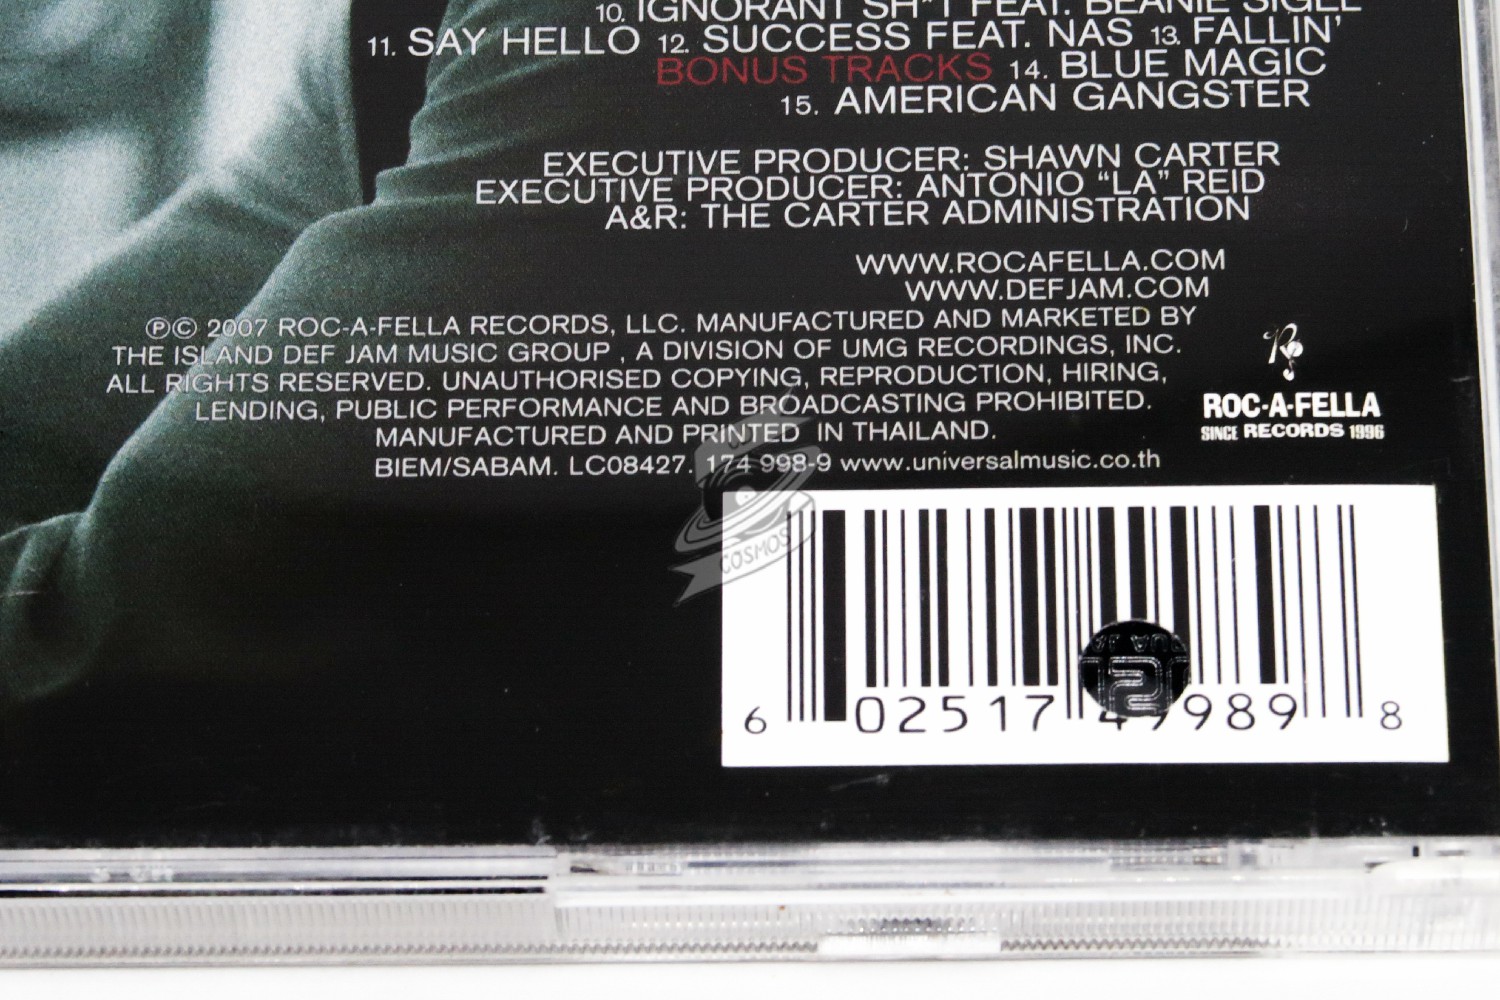 10. IGNORANT SH*T FEAT. BEANIE SIGEL
11. SAY HELLO 12. SUCCESS FEAT. NAS 13. FALLIN'
BONUS TRACKS 14. BLUE MAGIC
15. AMERICAN GANGSTER
EXECUTIVE PRODUCER: SHAWN CARTER
EXECUTIVE PRODUCER: ANTONIO “LA” REID
A&R: THE CARTER ADMINISTRATION
WWW.ROCAFELLA.COM
WWW.DEFJAM.COM
℗© 2007 ROC-A-FELLA RECORDS, LLC. MANUFACTURED AND MARKETED BY
THE ISLAND DEF JAM MUSIC GROUP , A DIVISION OF UMG RECORDINGS, INC.
ALL RIGHTS RESERVED. UNAUTHORISED COPYING, REPRODUCTION, HIRING,
LENDING, PUBLIC PERFORMANCE AND BROADCASTING PROHIBITED.
MANUFACTURED AND PRINTED IN THAILAND.
BIEM/SABAM. LC08427. 174 998-9 www.universalmusic.co.th
ROC-A-FELLA
SINCE RECORDS 1996
COSMOS
6 02517 49989 8